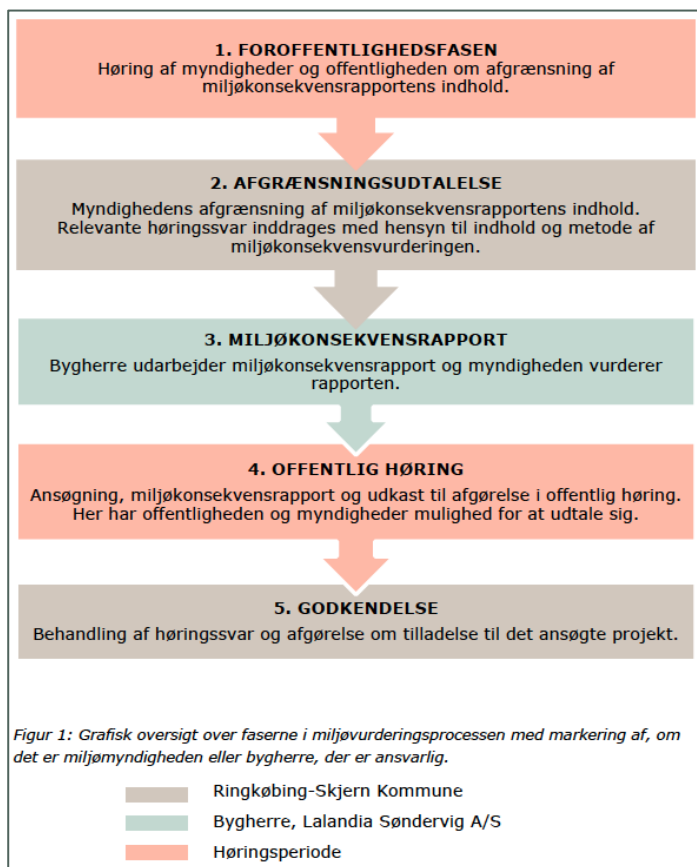 1. FOROFFENTLIGHEDSFASEN
Høring af myndigheder og offentligheden om afgrænsning af
miljøkonsekvensrapportens indhold.
2. AFGRÆNSNINGSUDTALELSE
Myndighedens afgrænsning af miljøkonsekvensrapportens indhold.
Relevante høringssvar inddrages med hensyn til indhold og metode af
miljøkonsekvensvurderingen.
3. MILJØKONSEKVENSRAPPORT
Bygherre udarbejder miljøkonsekvensrapport og myndigheden vurderer
rapporten.
4. OFFENTLIG HØRING
Ansøgning, miljøkonsekvensrapport og udkast til afgørelse i offentlig høring.
Her har offentligheden og myndigheder mulighed for at udtale sig.
5. GODKENDELSE
Behandling af høringssvar og afgørelse om tilladelse til det ansøgte projekt.
Figur 1: Grafisk oversigt over faserne i miljøvurderingsprocessen med markering af, om
det er miljømyndigheden eller bygherre, der er ansvarlig.
Ringkøbing-Skjern Kommune
Bygherre, Lalandia Søndervig A/S
Høringsperiode